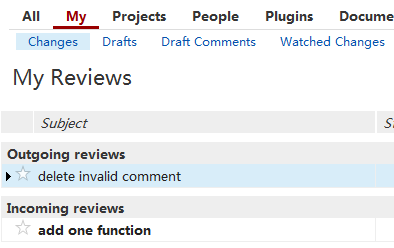 All My Projects People Plugins Docume
Changes Drafts Draft Comments Watched Changes
My Reviews
Subject S
Outgoing reviews
delete invalid comment
Incoming reviews
add one function